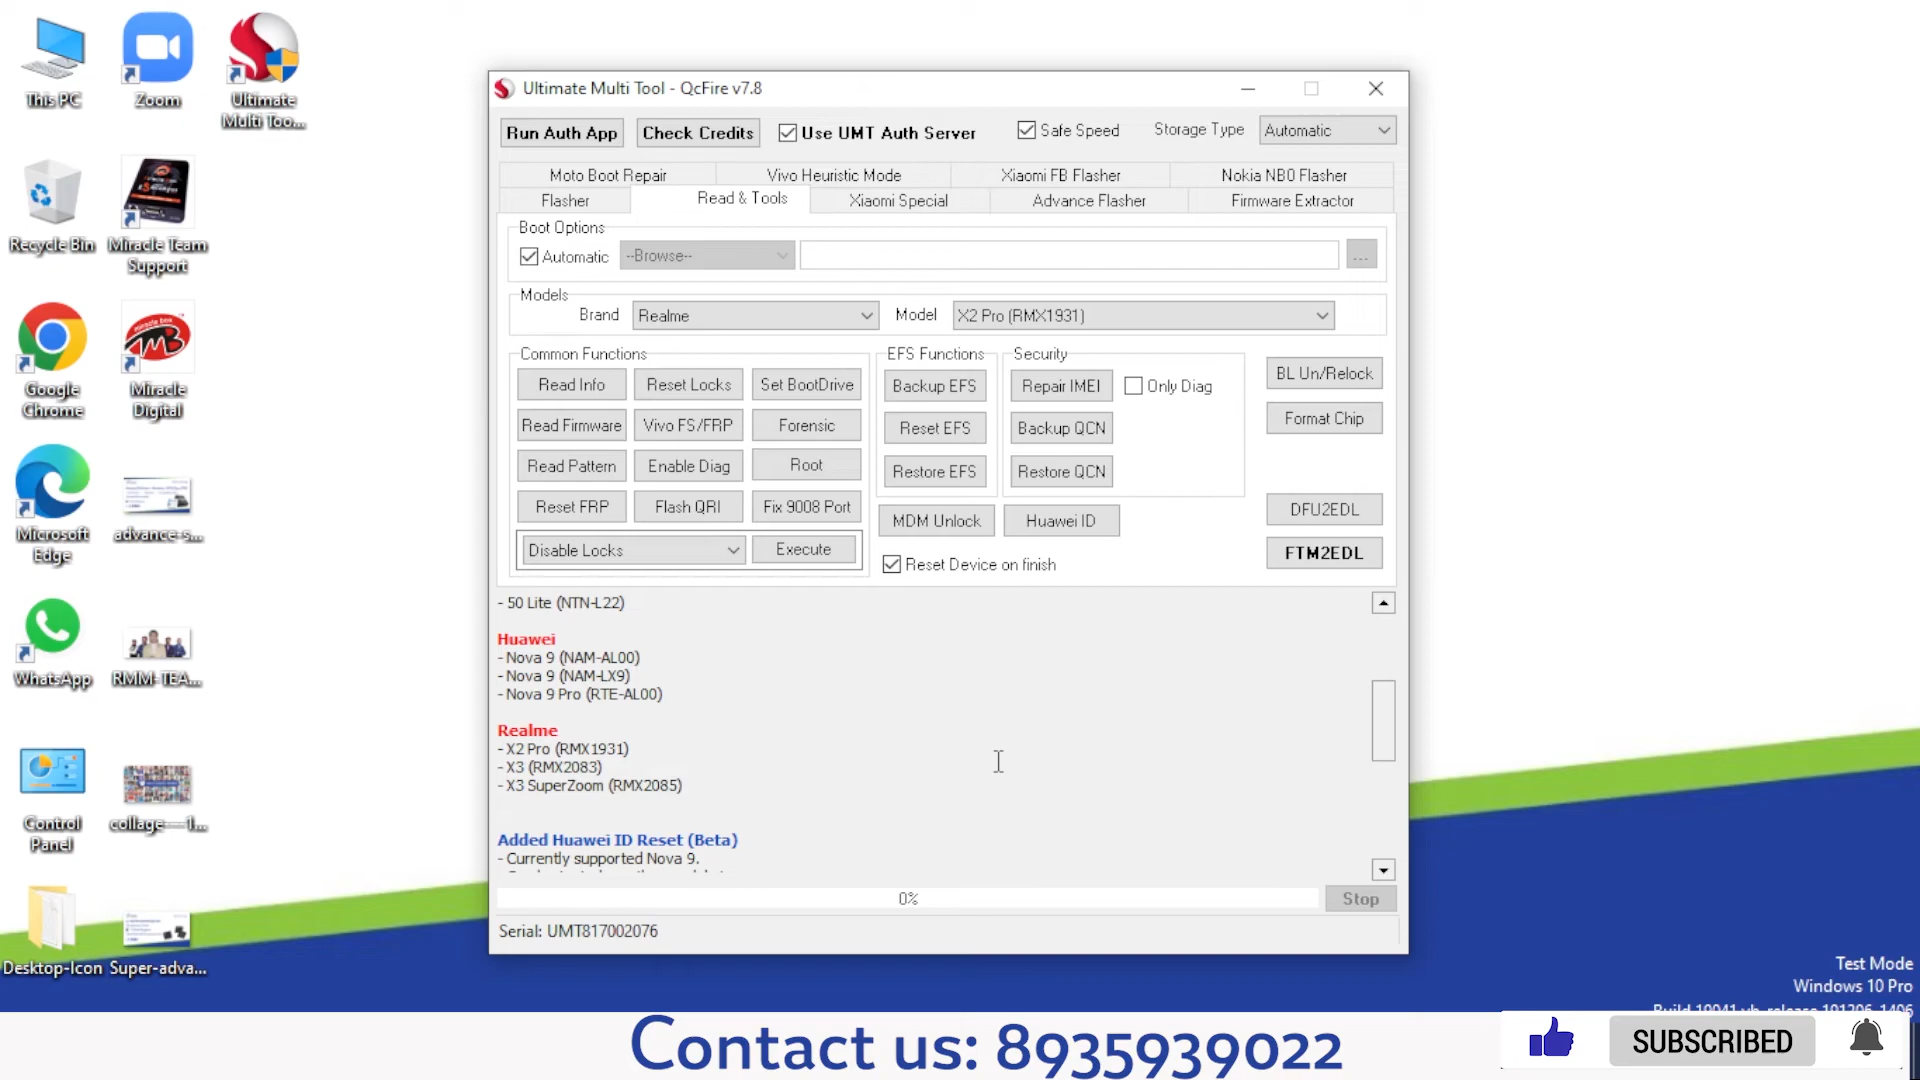 This PC
Zoom
Ultimate
Multi Too...
Recycle Bin
Miracle Team
Support
Google
Chrome
Miracle
Digital
Microsoft
Edge
advance-s...
WhatsApp
RMM-TEA...
Control
Panel
collage----1...
Desktop-Icon
Super-adva...
Ultimate Multi Tool - QcFire v7.8
Run Auth App
Check Credits
Use UMT Auth Server
Safe Speed
Storage Type
Automatic
Moto Boot Repair
Vivo Heuristic Mode
Xiaomi FB Flasher
Nokia NB0 Flasher
Flasher
Read & Tools
Xiaomi Special
Advance Flasher
Firmware Extractor
Boot Options
Automatic
--Browse--
...
Models
Brand
Realme
Model
X2 Pro (RMX1931)
Common Functions
EFS Functions
Security
Read Info
Reset Locks
Set BootDrive
Backup EFS
Repair IMEI
Only Diag
BL Un/Relock
Read Firmware
Vivo FS/FRP
Forensic
Reset EFS
Backup QCN
Format Chip
Read Pattern
Enable Diag
Root
Restore EFS
Restore QCN
Reset FRP
Flash QRI
Fix 9008 Port
MDM Unlock
Huawei ID
DFU2EDL
Disable Locks
Execute
Reset Device on finish
FTM2EDL
- 50 Lite (NTN-L22)
Huawei
- Nova 9 (NAM-AL00)
- Nova 9 (NAM-LX9)
- Nova 9 Pro (RTE-AL00)
Realme
- X2 Pro (RMX1931)
- X3 (RMX2083)
- X3 SuperZoom (RMX2085)
Added Huawei ID Reset (Beta)
- Currently supported Nova 9.
0%
Stop
Serial: UMT817002076
Test Mode
Windows 10 Pro
Contact us: 8935939022
SUBSCRIBED